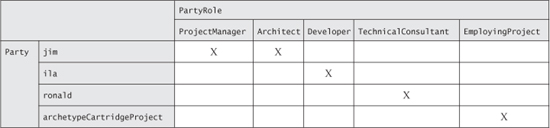 PartyRole
ProjectManager Architect Developer TechnicalConsultant EmployingProject
Party jim X X
ila X
ronald X
archetypeCartridgeProject X